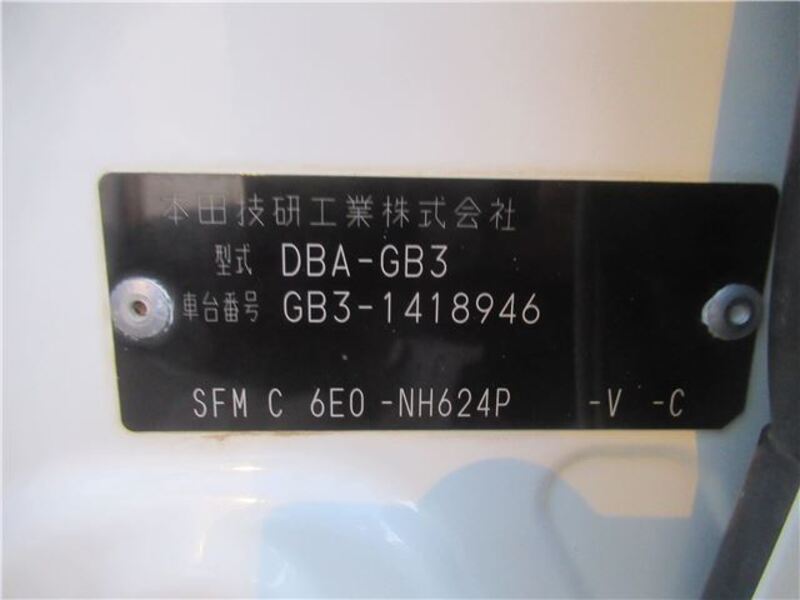 本田技研工業株式会社
型式 DBA-GB3
車台番号 GB3-1418946
SFM C 6E0 -NH624P -V -C